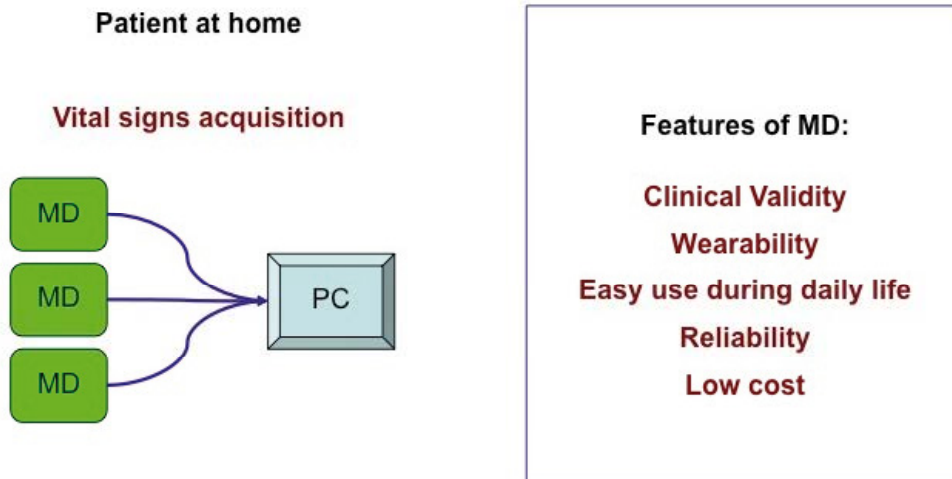 Patient at home
Vital signs acquisition
MD
MD
MD
PC
Features of MD:
Clinical Validity
Wearability
Easy use during daily life
Reliability
Low cost